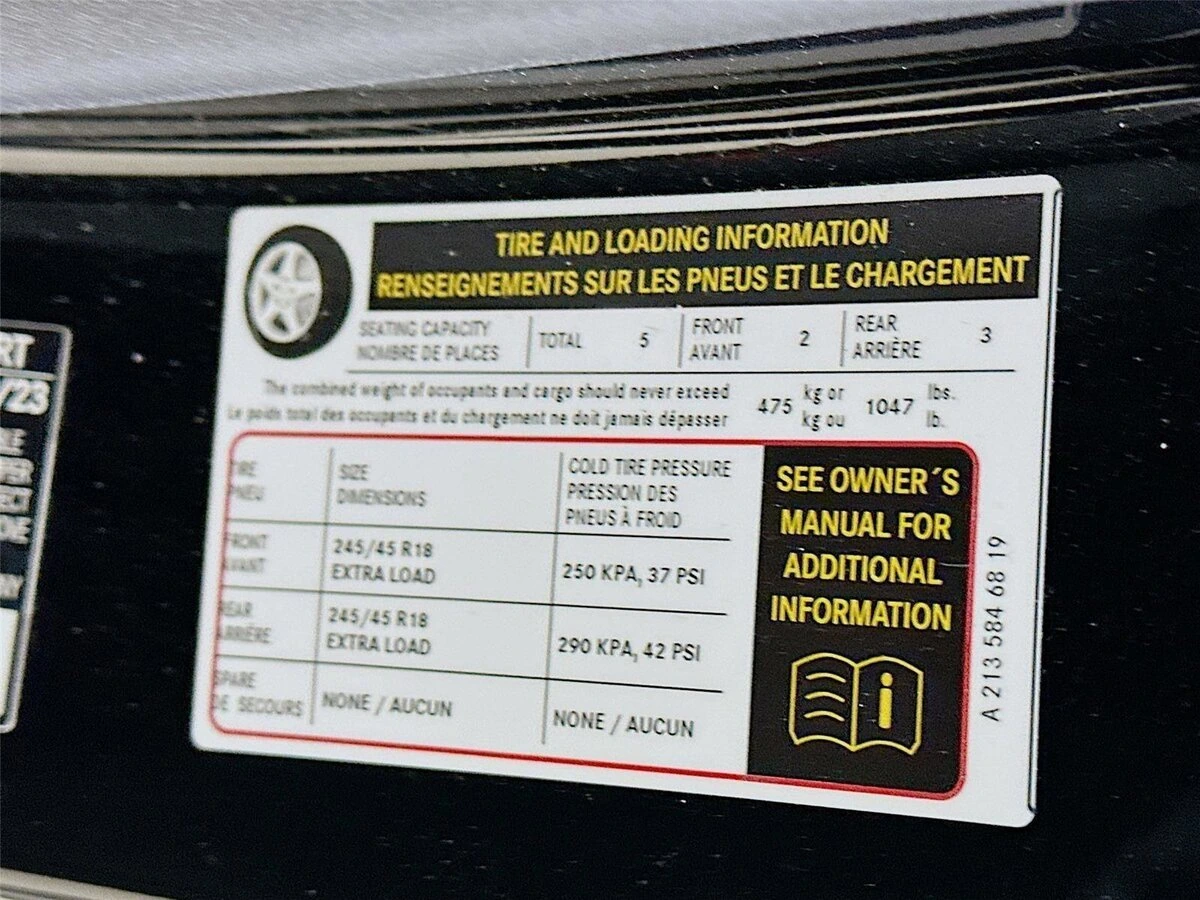 TIRE AND LOADING INFORMATION
RENSEIGNEMENTS SUR LES PNEUS ET LE CHARGEMENT
SEATING CAPACITY
NOMBRE DE PLACES
TOTAL 5
FRONT
AVANT
2
REAR
ARRIÈRE
3
The combined weight of occupants and cargo should never exceed
Le poids total des occupants et du chargement ne doit jamais dépasser
475 kg or
kg ou
1047 lbs.
lb.
TIRE
PNEU
SIZE
DIMENSIONS
COLD TIRE PRESSURE
PRESSION DES
PNEUS À FROID
FRONT
AVANT
245/45 R18
EXTRA LOAD
250 KPA, 37 PSI
REAR
ARRIÈRE
245/45 R18
EXTRA LOAD
290 KPA, 42 PSI
SPARE
DE SECOURS
NONE / AUCUN
NONE / AUCUN
SEE OWNER´S
MANUAL FOR
ADDITIONAL
INFORMATION
A 213 584 68 19
/23